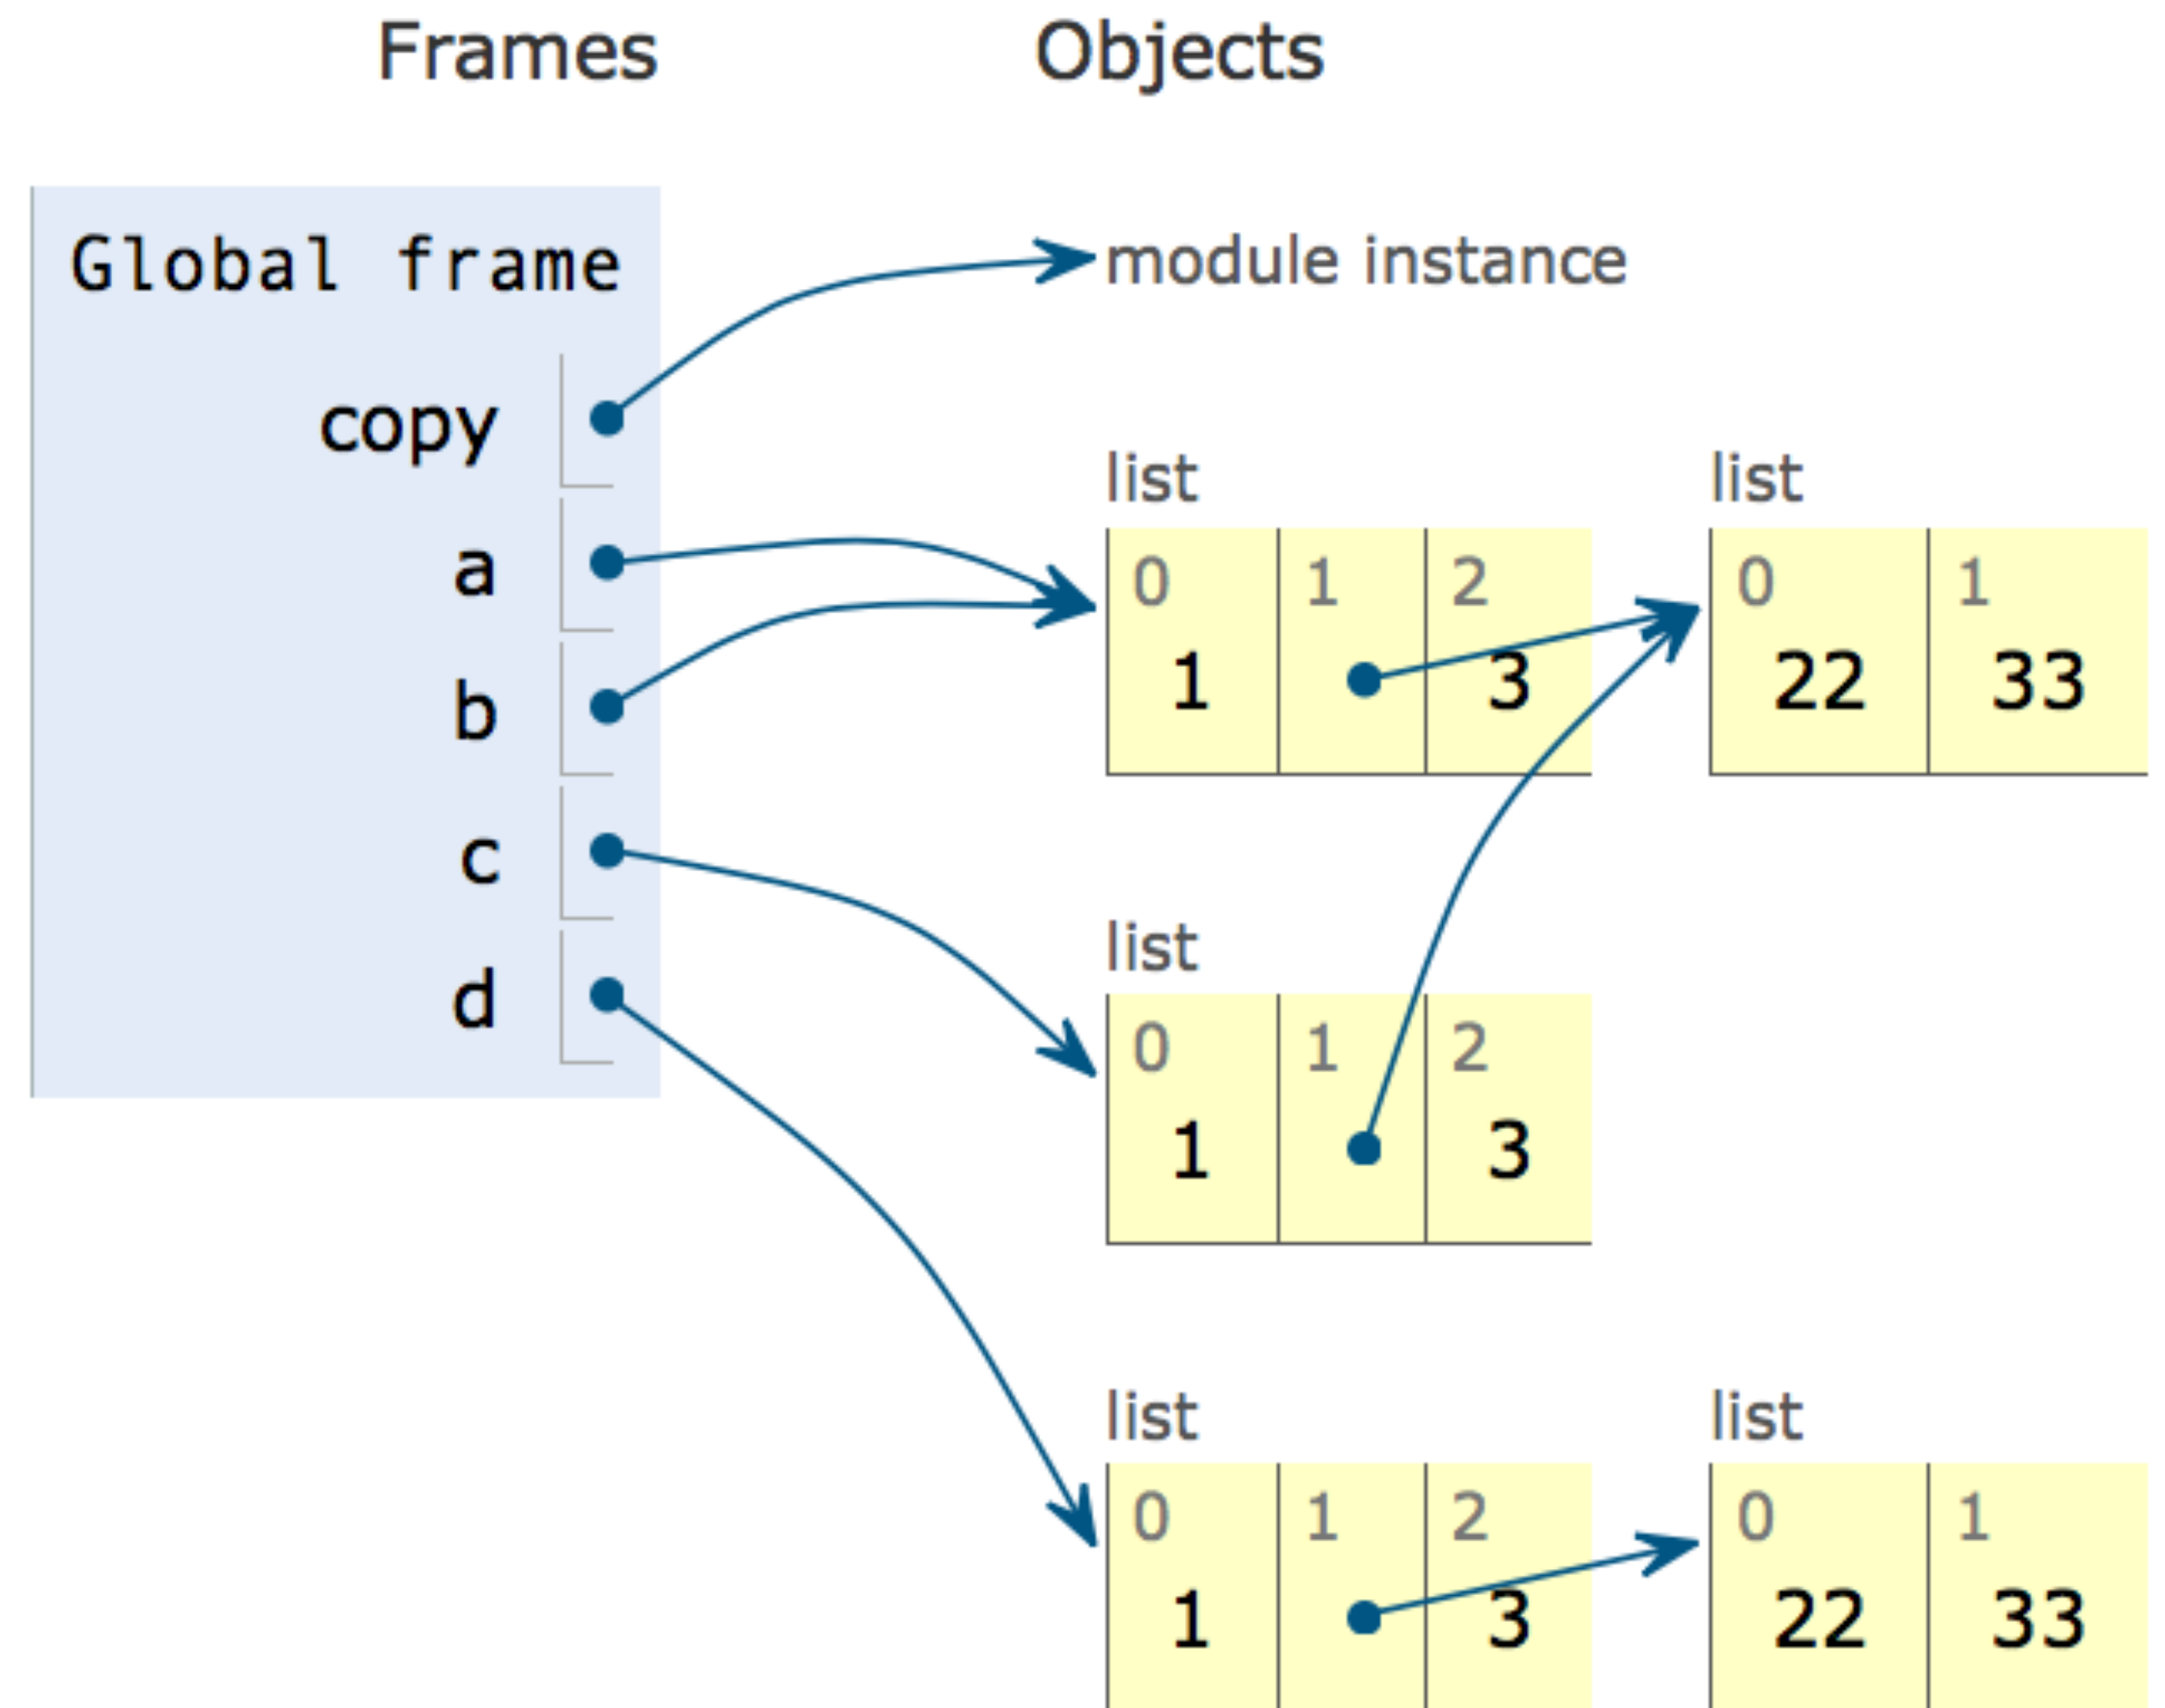 Frames Objects
Global frame
module instance
copy
list list
a
0 1 2 0 1
1 3 22 33
b
c
list
d
0 1 2
1 3
list list
0 1 2 0 1
1 3 22 33